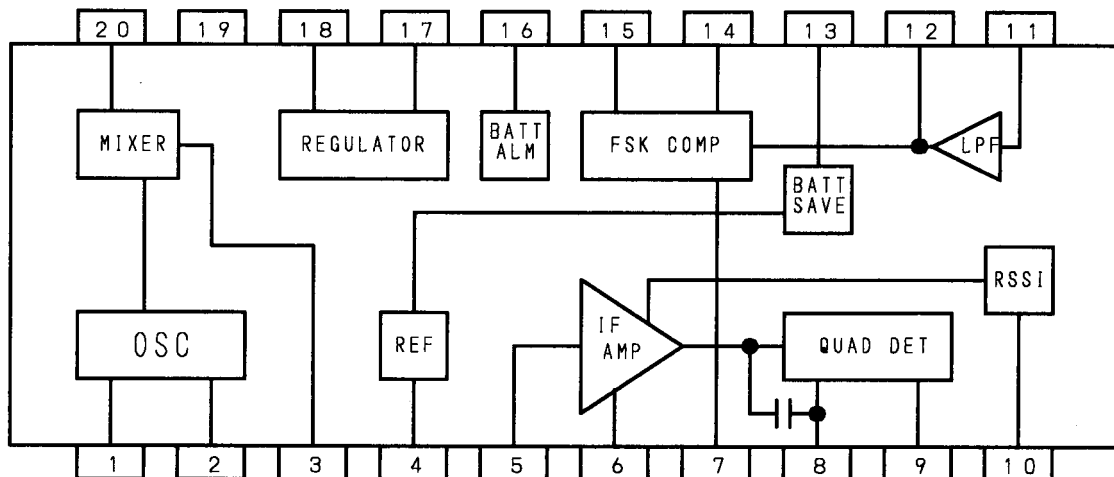 20 19 18 17 16 15 14 13 12 11
MIXER
REGULATOR
BATT
ALM
FSK COMP
LPF
BATT
SAVE
RSSI
OSC
REF
IF
AMP
QUAD DET
1 2 3 4 5 6 7 8 9 10